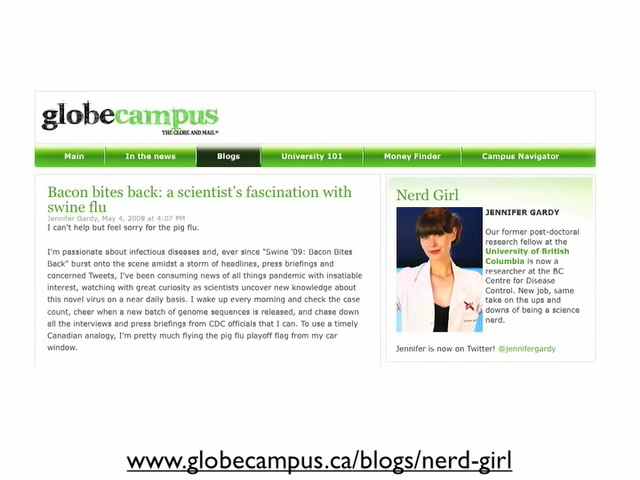 globecampus
THE GLOBE AND MAIL*
Main
In the news
Blogs
University 101
Money Finder
Campus Navigator
Bacon bites back: a scientist's fascination with
swine flu
Jennifer Gardy, May 4, 2009 at 4:07 PM
I can't help but feel sorry for the pig flu.
I'm passionate about infectious diseases and, ever since "Swine '09: Bacon Bites
Back" burst onto the scene amidst a storm of headlines, press briefings and
concerned Tweets, I've been consuming news of all things pandemic with insatiable
interest, watching with great curiosity as scientists uncover new knowledge about
this novel virus on a near daily basis. I wake up every morning and check the case
count, cheer when a new batch of genome sequences is released, and chase down
all the interviews and press briefings from CDC officials that I can. To use a timely
Canadian analogy, I'm pretty much flying the pig flu playoff flag from my car
window.
Nerd Girl
JENNIFER GARDY
Our former post-doctoral
research fellow at the
University of British
Columbia is now a
researcher at the BC
Centre for Disease
Control. New job, same
take on the ups and
downs of being a science
nerd.
Jennifer is now on Twitter! @jennifergardy
www.globecampus.ca/blogs/nerd-girl